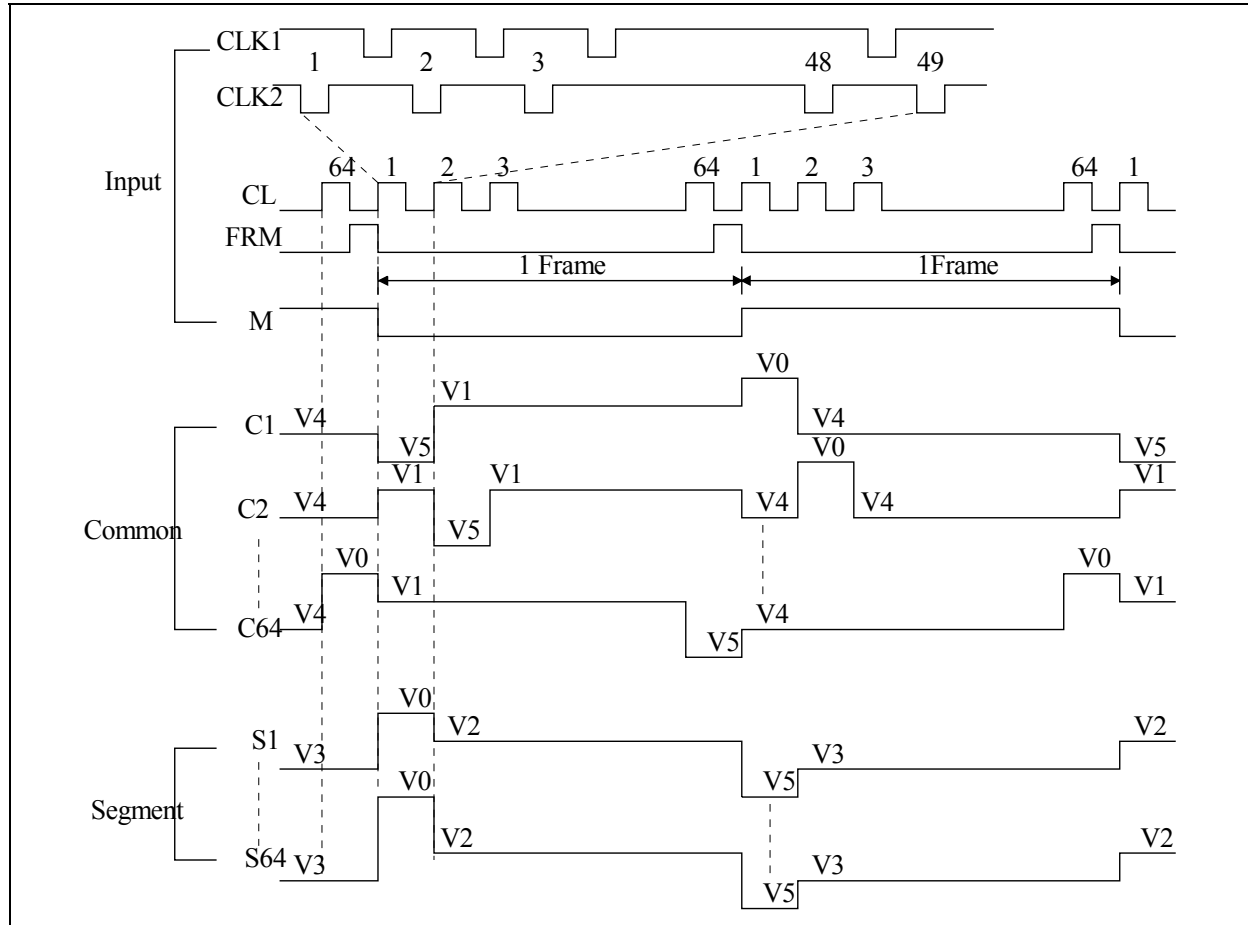 CLK1
1 2 3 48 49
CLK2
Input
64 1 2 3 64 1 2 3 64 1
CL
FRM
1 Frame 1Frame
M
V0
V1
C1 V4 V4
V5 V0 V5
V1 V1 V1
C2 V4 V4 V4
Common V5
V0 V0
V1 V1
C64 V4 V4
V5
V0
S1 V2 V2
V3 V3
V0 V5
Segment
S64 V2 V2
V3 V3
V5